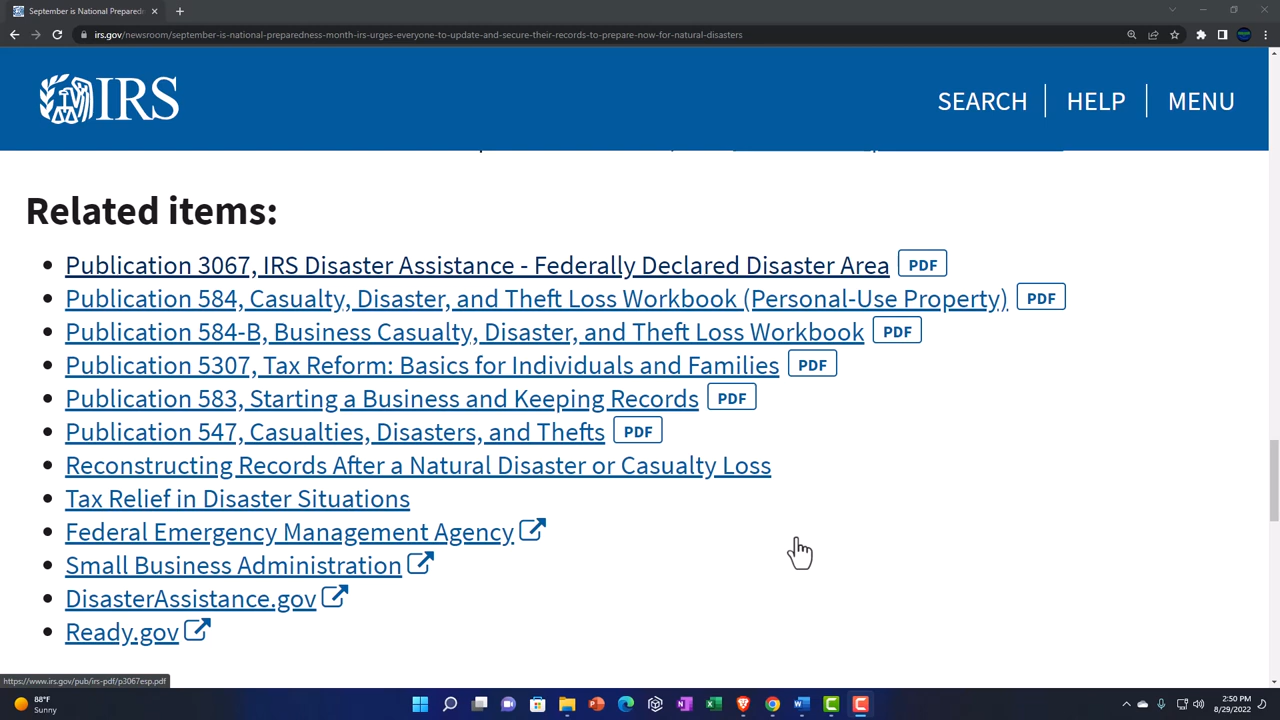 September is National Preparedn
irs.gov/newsroom/september-is-national-preparedness-month-irs-urges-everyone-to-update-and-secure-their-records-to-prepare-now-for-natural-disasters
IRS
SEARCH HELP MENU
Related items:
Publication 3067, IRS Disaster Assistance - Federally Declared Disaster Area PDF
Publication 584, Casualty, Disaster, and Theft Loss Workbook (Personal-Use Property) PDF
Publication 584-B, Business Casualty, Disaster, and Theft Loss Workbook PDF
Publication 5307, Tax Reform: Basics for Individuals and Families PDF
Publication 583, Starting a Business and Keeping Records PDF
Publication 547, Casualties, Disasters, and Thefts PDF
Reconstructing Records After a Natural Disaster or Casualty Loss
Tax Relief in Disaster Situations
Federal Emergency Management Agency
Small Business Administration
DisasterAssistance.gov
Ready.gov
https://www.irs.gov/pub/irs-pdf/p3067esp.pdf
88°F
Sunny
2:50 PM
8/29/2022